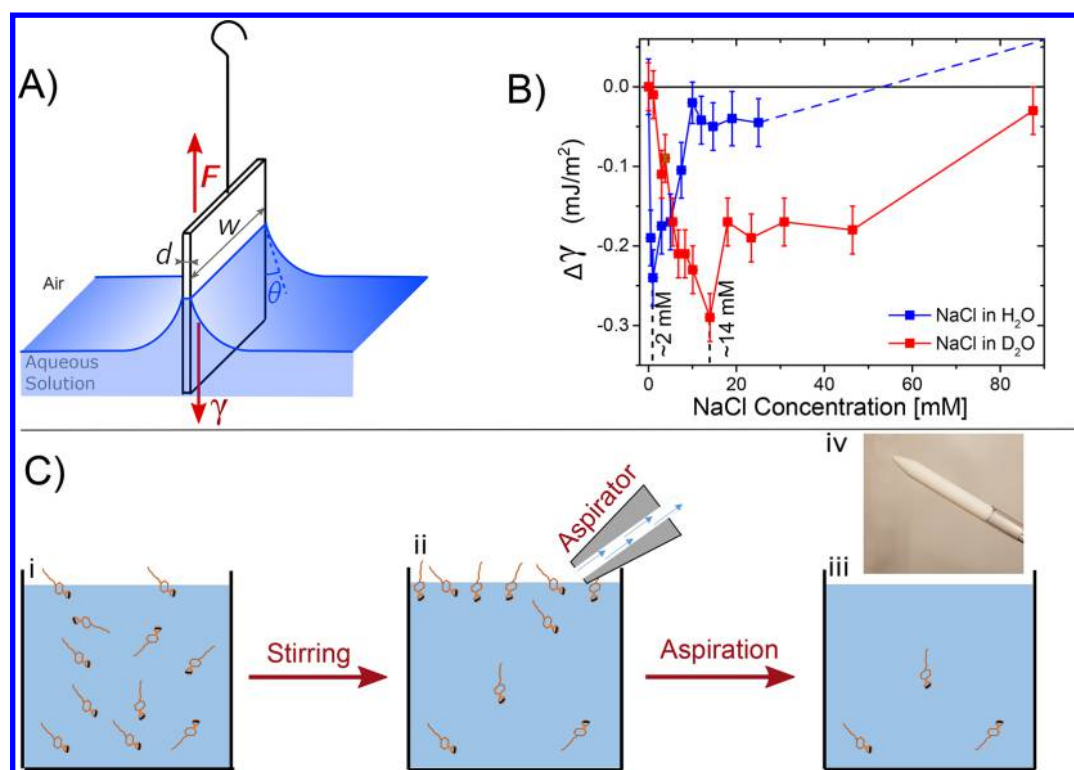 A)
F
w
d
θ
Air
Aqueous
Solution
γ
B)
Δγ (mJ/m²)
0.0
-0.1
-0.2
-0.3
~2 mM
~14 mM
NaCl in H₂O
NaCl in D₂O
0 20 40 60 80
NaCl Concentration [mM]
C)
i
Stirring
ii
Aspirator
Aspiration
iv
iii